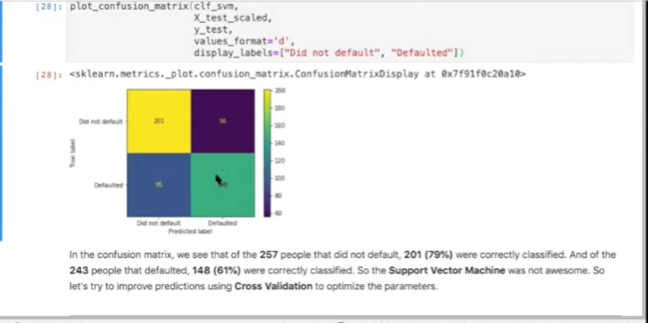 [28]: plot_confusion_matrix(clf_svm,
X_test_scaled,
y_test,
values_format='d',
display_labels=["Did not default", "Defaulted"])
[28]: <sklearn.metrics._plot.confusion_matrix.ConfusionMatrixDisplay at 0x7f91f0c20a10>
200
180
160
140
120
100
80
60
Did not default
201
56
True label
Defaulted
95
Did not default
Defaulted
Predicted label
In the confusion matrix, we see that of the 257 people that did not default, 201 (79%) were correctly classified. And of the
243 people that defaulted, 148 (61%) were correctly classified. So the Support Vector Machine was not awesome. So
let's try to improve predictions using Cross Validation to optimize the parameters.